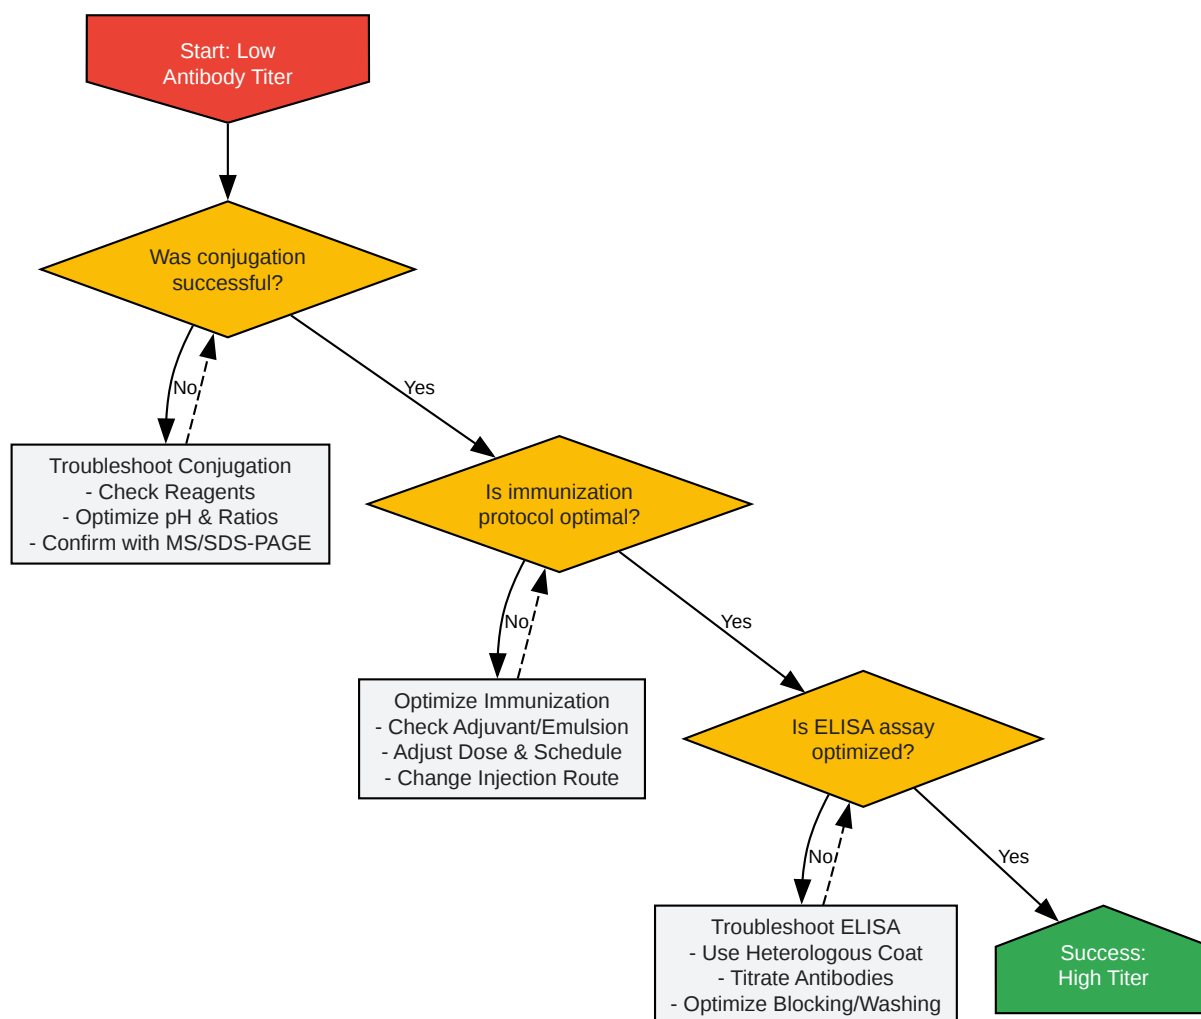 Start: Low
Antibody Titer
Was conjugation
successful?
No
Yes
Troubleshoot Conjugation
- Check Reagents
- Optimize pH & Ratios
- Confirm with MS/SDS-PAGE
Is immunization
protocol optimal?
No
Yes
Optimize Immunization
- Check Adjuvant/Emulsion
- Adjust Dose & Schedule
- Change Injection Route
Is ELISA assay
optimized?
No
Yes
Troubleshoot ELISA
- Use Heterologous Coat
- Titrate Antibodies
- Optimize Blocking/Washing
Success:
High Titer